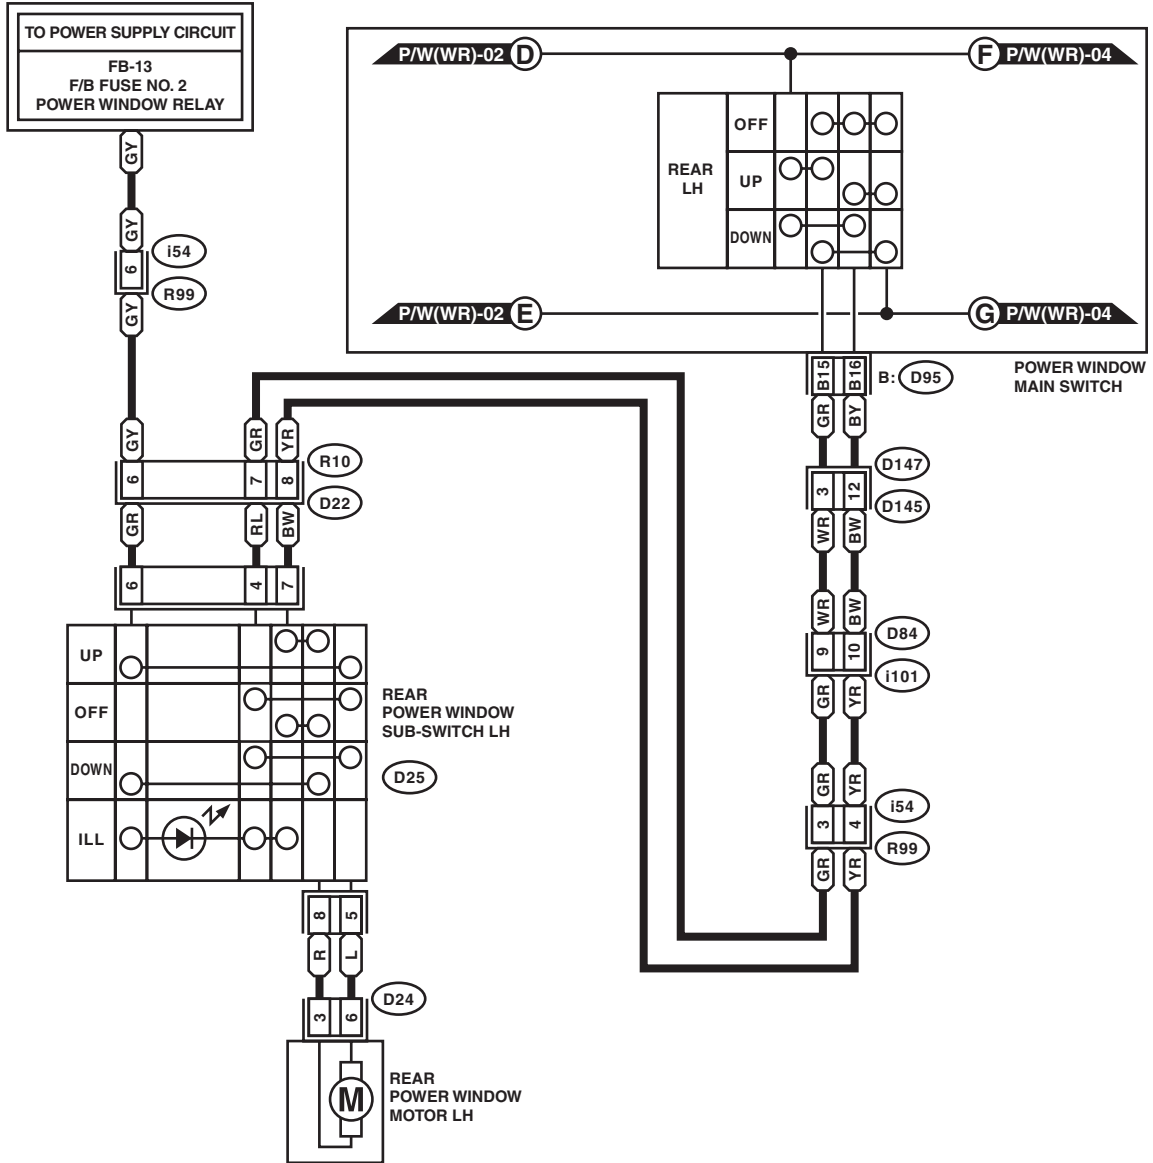 TO POWER SUPPLY CIRCUIT
FB-13
F/B FUSE NO. 2
POWER WINDOW RELAY
GY
GY
6
i54
R99
GY
GY
GR
YR
6
7
8
R10
D22
GR
RL
BW
6
4
7
UP
OFF
DOWN
ILL
REAR
POWER WINDOW
SUB-SWITCH LH
D25
8
5
R
L
3
6
D24
M
REAR
POWER WINDOW
MOTOR LH
P/W(WR)-02 D
F P/W(WR)-04
REAR
LH
OFF
UP
DOWN
P/W(WR)-02 E
G P/W(WR)-04
POWER WINDOW
MAIN SWITCH
B15
B16
B: D95
GR
BY
3
12
D147
D145
WR
BW
WR
BW
9
10
D84
i101
GR
YR
GR
YR
3
4
i54
R99
GR
YR